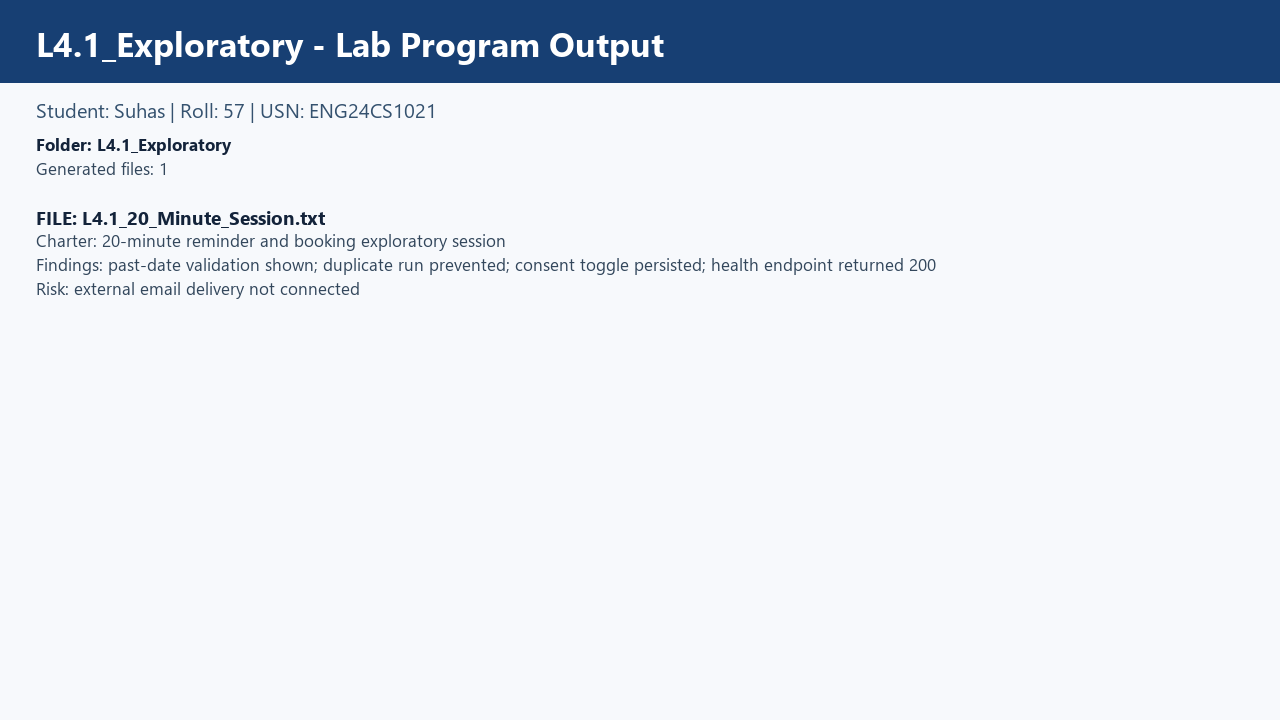 L4.1_Exploratory - Lab Program Output
Student: Suhas | Roll: 57 | USN: ENG24CS1021
Folder: L4.1_Exploratory
Generated files: 1
FILE: L4.1_20_Minute_Session.txt
Charter: 20-minute reminder and booking exploratory session
Findings: past-date validation shown; duplicate run prevented; consent toggle persisted; health endpoint returned 200
Risk: external email delivery not connected